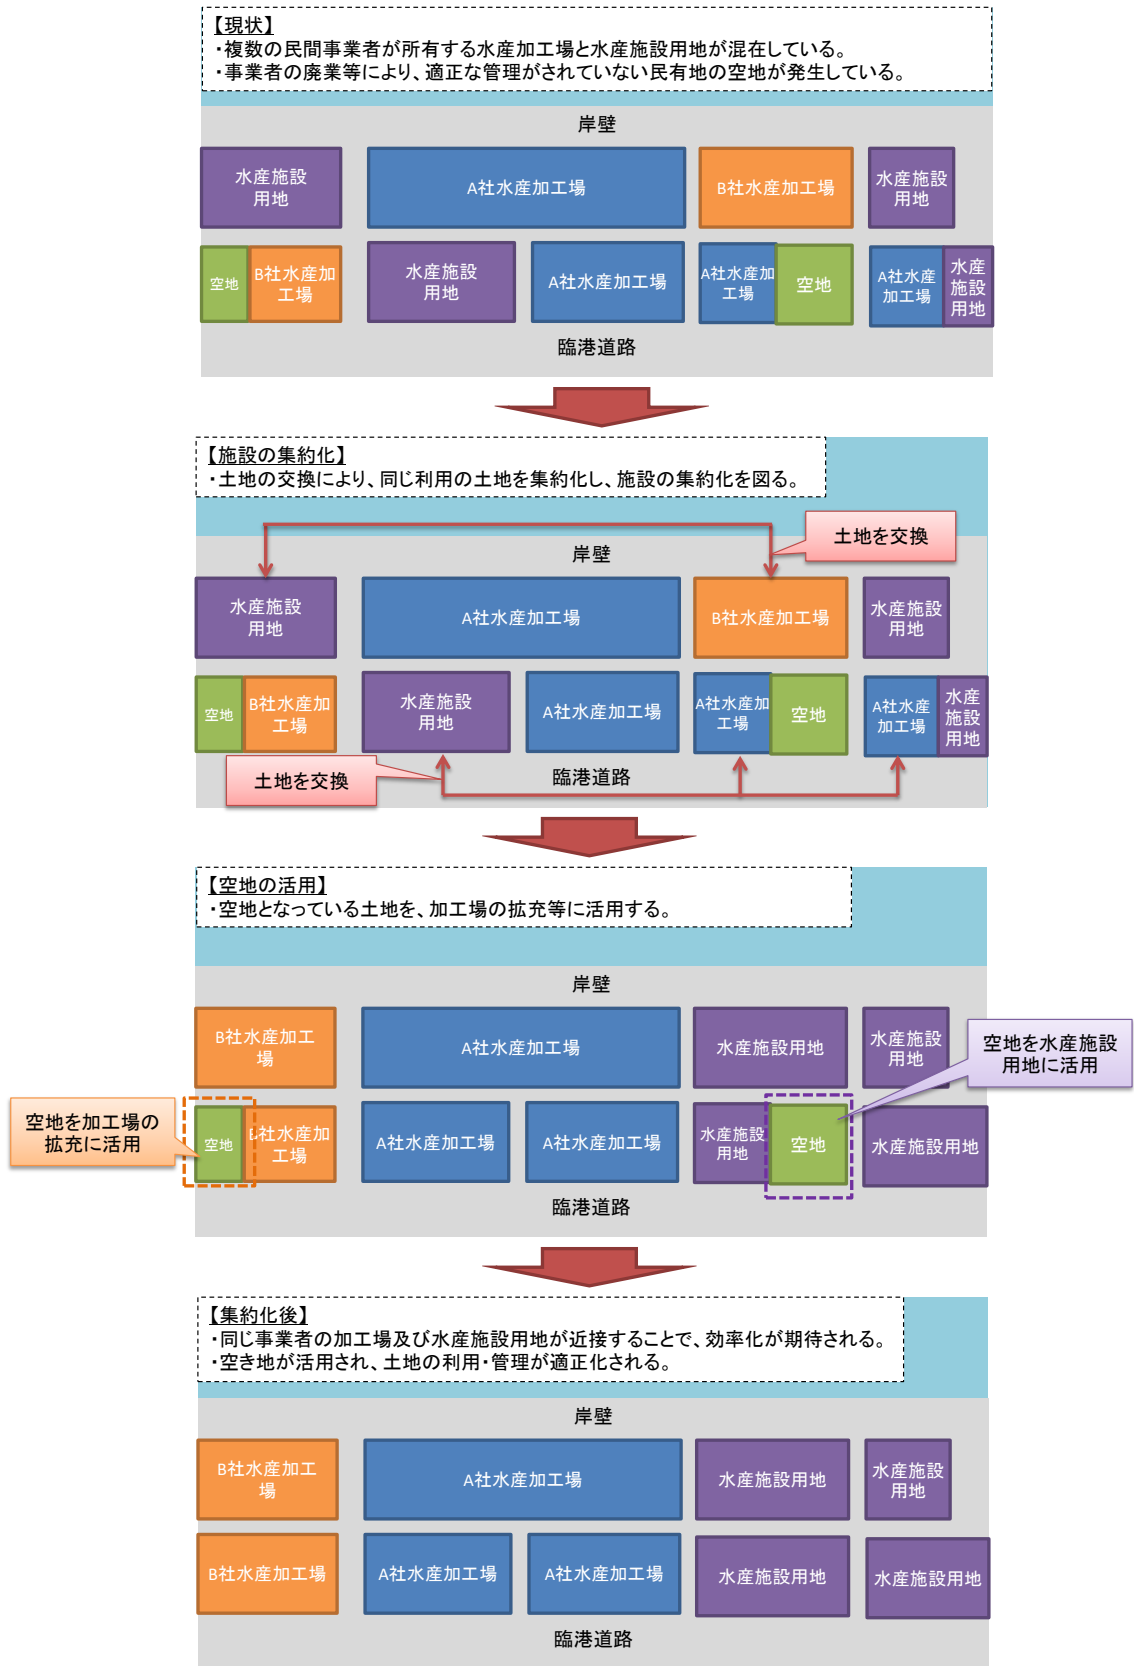 【現状】
・複数の民間事業者が所有する水産加工場と水産施設用地が混在している。
・事業者の廃業等により、適正な管理がされていない民有地の空地が発生している。
岸壁
水産施設
用地
A社水産加工場
B社水産加工場
水産施設
用地
空地
B社水産加
工場
水産施設
用地
A社水産加工場
A社水産加
工場
空地
A社水産
加工場
水産
施設
用地
臨港道路
【施設の集約化】
・土地の交換により、同じ利用の土地を集約化し、施設の集約化を図る。
土地を交換
岸壁
水産施設
用地
A社水産加工場
B社水産加工場
水産施設
用地
空地
B社水産加
工場
水産施設
用地
A社水産加工場
A社水産加
工場
空地
A社水産
加工場
水産
施設
用地
土地を交換
臨港道路
【空地の活用】
・空地となっている土地を、加工場の拡充等に活用する。
岸壁
B社水産加工
場
A社水産加工場
水産施設用地
水産施設
用地
空地を水産施設
用地に活用
空地を加工場の
拡充に活用
空地
B社水産加
工場
A社水産加工場
A社水産加工場
水産施設
用地
空地
水産施設用地
臨港道路
【集約化後】
・同じ事業者の加工場及び水産施設用地が近接することで、効率化が期待される。
・空き地が活用され、土地の利用・管理が適正化される。
岸壁
B社水産加工
場
A社水産加工場
水産施設用地
水産施設
用地
B社水産加工場
A社水産加工場
A社水産加工場
水産施設用地
水産施設用地
臨港道路